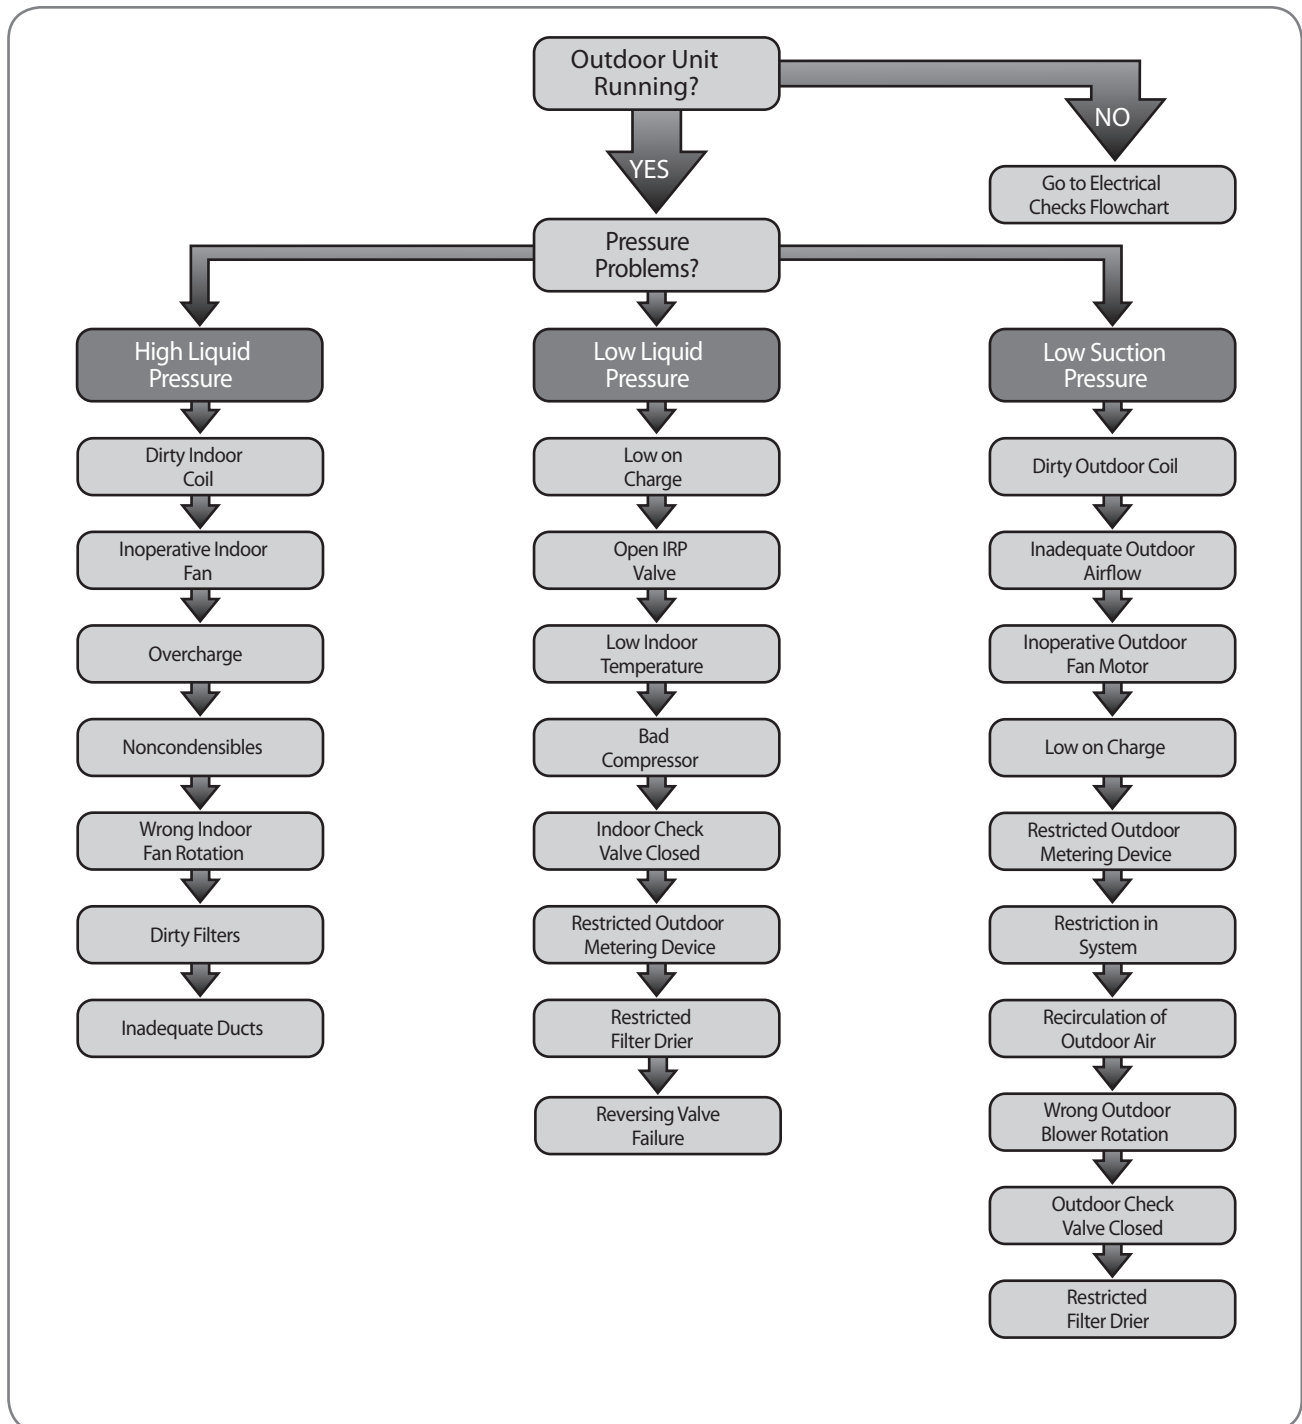 Outdoor Unit
Running?
NO
YES
Go to Electrical
Checks Flowchart
Pressure
Problems?
High Liquid
Pressure
Dirty Indoor
Coil
Inoperative Indoor
Fan
Overcharge
Noncondensibles
Wrong Indoor
Fan Rotation
Dirty Filters
Inadequate Ducts
Low Liquid
Pressure
Low on
Charge
Open IRP
Valve
Low Indoor
Temperature
Bad
Compressor
Indoor Check
Valve Closed
Restricted Outdoor
Metering Device
Restricted
Filter Drier
Reversing Valve
Failure
Low Suction
Pressure
Dirty Outdoor Coil
Inadequate Outdoor
Airflow
Inoperative Outdoor
Fan Motor
Low on Charge
Restricted Outdoor
Metering Device
Restriction in
System
Recirculation of
Outdoor Air
Wrong Outdoor
Blower Rotation
Outdoor Check
Valve Closed
Restricted
Filter Drier